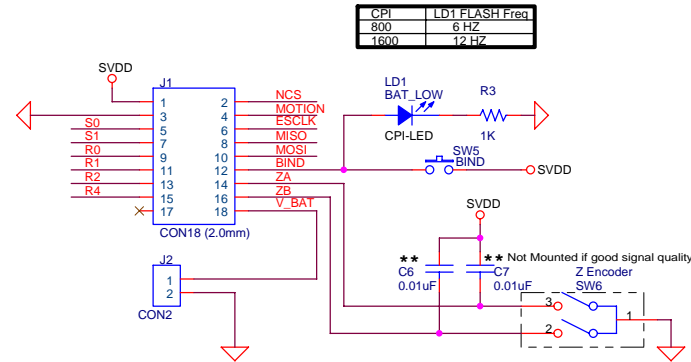 CPI LD1 FLASH Freq
800 6 HZ
1600 12 HZ
SVDD
J1
1 2 NCS
3 4 MOTION
S0 5 6 ESCLK
S1 7 8 MISO
R0 9 10 MOSI
R1 11 12 BIND
R2 13 14 ZA
R4 15 16 ZB
17 18 V_BAT
CON18 (2.0mm)
LD1
BAT_LOW
CPI-LED
R3
1K
SW5
BIND
SVDD
SVDD
J2
1
2
CON2
** C6
0.01uF
** Not Mounted if good signal quality
C7
0.01uF
Z Encoder
SW6
3
2
1